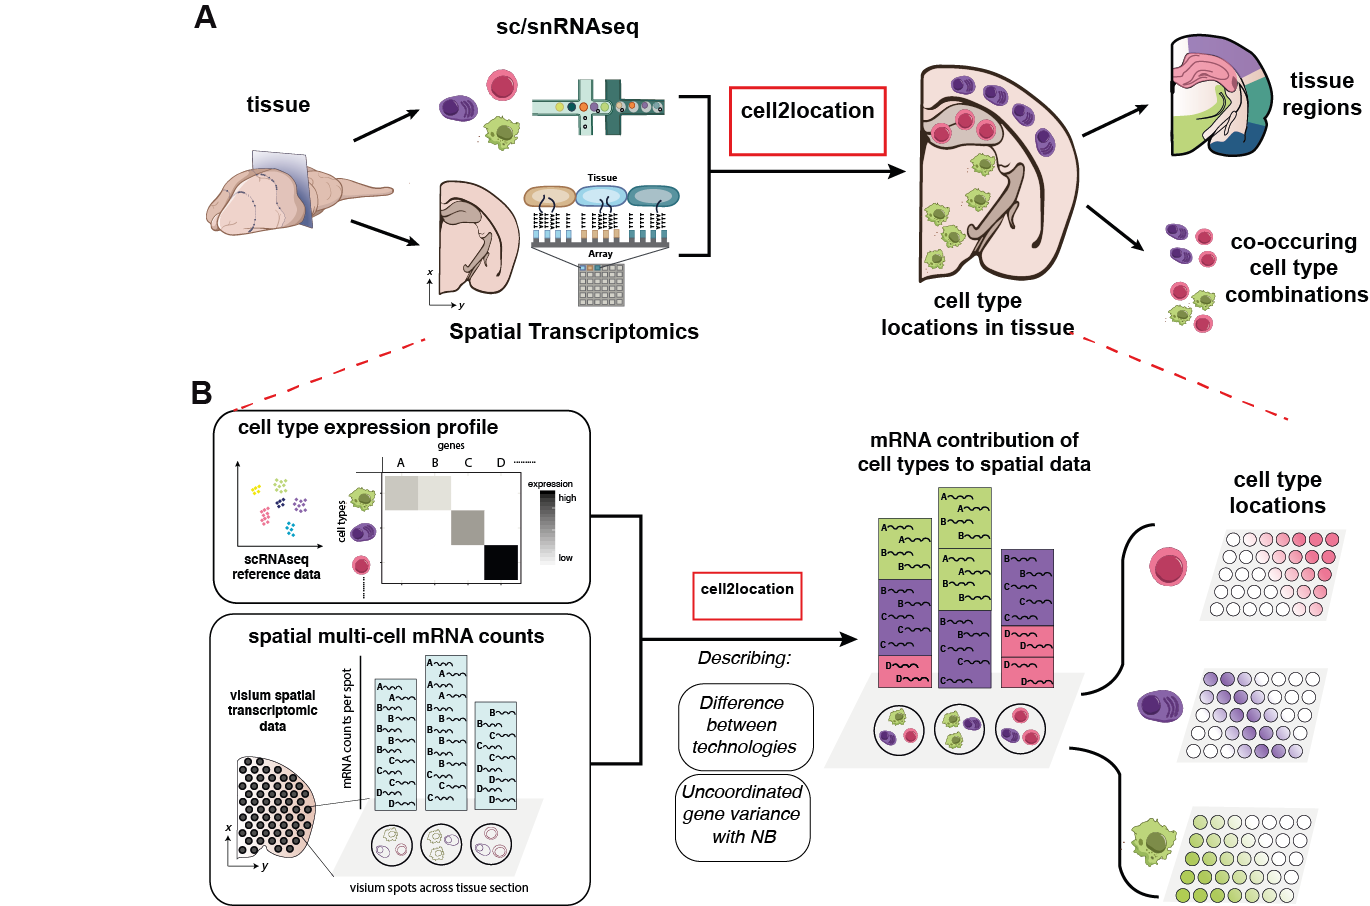 A
sc/snRNAseq
tissue
cell2location
tissue
regions
Tissue
Array
x
y
Spatial Transcriptomics
cell type
locations in tissue
co-occuring
cell type
combinations
B
cell type expression profile
genes
A B C D ..........
cell types
expression
high
low
scRNAseq
reference data
spatial multi-cell mRNA counts
visium spatial
transcriptomic
data
mRNA counts per spot
A
A
B
B
B
B
B
C
C
C
D
D
A
A
A
A
B
B
B
B
B
C
C
C
C
B
B
C
C
C
D
D
D
D
x
y
visium spots across tissue section
cell2location
Describing:
Difference
between
technologies
Uncoordinated
gene variance
with NB
mRNA contribution of
cell types to spatial data
A
A
B
B
B
B
C
C
C
D
D
A
A
B
B
A
A
B
B
B
B
C
C
C
B
B
C
C
C
D
D
D
D
cell type
locations